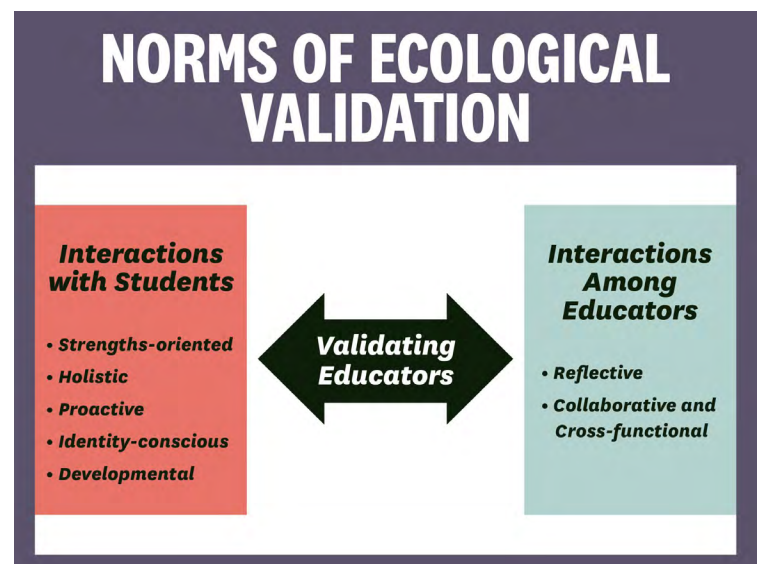 NORMS OF ECOLOGICAL
VALIDATION
Interactions
with Students
• Strengths-oriented
• Holistic
• Proactive
• Identity-conscious
• Developmental
Validating
Educators
Interactions
Among
Educators
• Reflective
• Collaborative and
Cross-functional